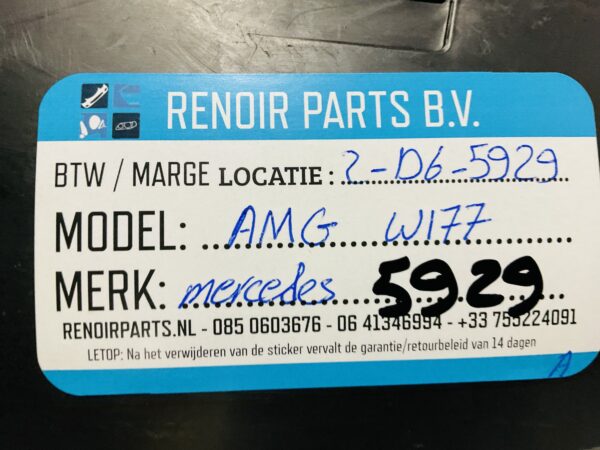 RENOIR PARTS B.V.
BTW / MARGE LOCATIE : 2-D6-5929
MODEL: AMG W177
MERK: mercedes 5929
RENOIRPARTS.NL - 085 0603676 - 06 41346994 - +33 755224091
LETOP: Na het verwijderen van de sticker vervalt de garantie/retourbeleid van 14 dagen
A